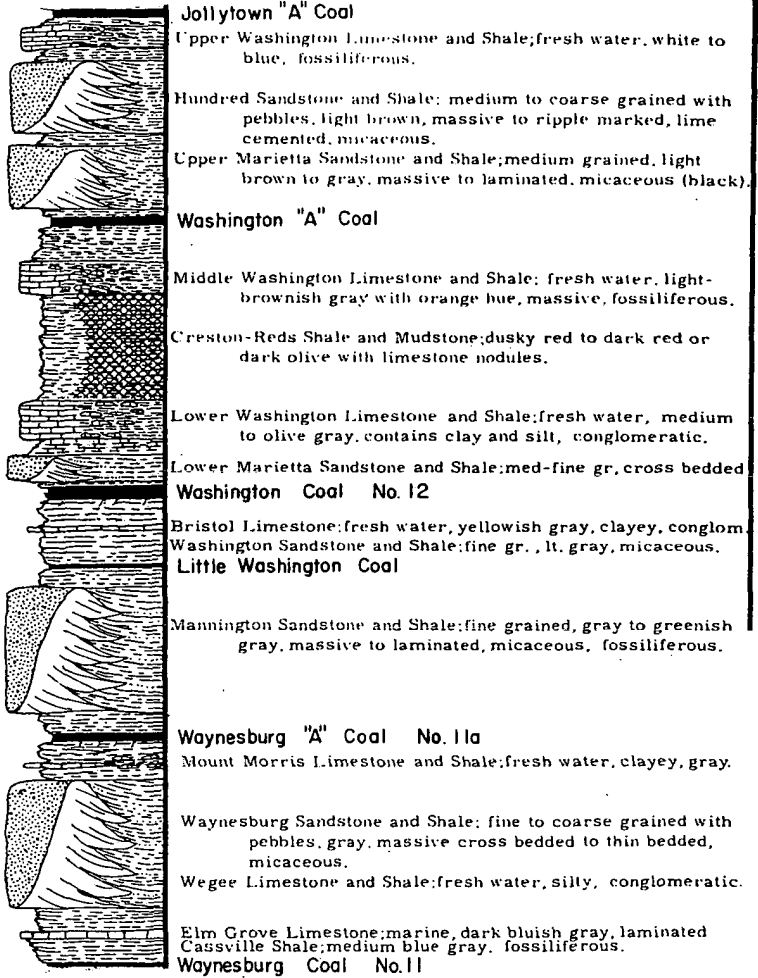 Jollytown "A" Coal
Upper Washington Limestone and Shale;fresh water, white to
blue, fossiliferous.
Hundred Sandstone and Shale; medium to coarse grained with
pebbles, light brown, massive to ripple marked, lime
cemented, micaceous.
Upper Marietta Sandstone and Shale;medium grained, light
brown to gray, massive to laminated, micaceous (black).
Washington "A" Coal
Middle Washington Limestone and Shale; fresh water, light-
brownish gray with orange hue, massive, fossiliferous.
Creston-Reds Shale and Mudstone;dusky red to dark red or
dark olive with limestone nodules.
Lower Washington Limestone and Shale;fresh water, medium
to olive gray, contains clay and silt, conglomeratic.
Lower Marietta Sandstone and Shale;med-fine gr, cross bedded
Washington Coal No. 12
Bristol Limestone;fresh water, yellowish gray, clayey, conglom.
Washington Sandstone and Shale;fine gr., lt. gray, micaceous.
Little Washington Coal
Mannington Sandstone and Shale;fine grained, gray to greenish
gray, massive to laminated, micaceous, fossiliferous.
Waynesburg "A" Coal No. 11a
Mount Morris Limestone and Shale;fresh water, clayey, gray.
Waynesburg Sandstone and Shale; fine to coarse grained with
pebbles, gray, massive cross bedded to thin bedded,
micaceous.
Wegee Limestone and Shale;fresh water, silty, conglomeratic.
Elm Grove Limestone;marine, dark bluish gray, laminated
Cassville Shale;medium blue gray, fossiliferous.
Waynesburg Coal No. 11